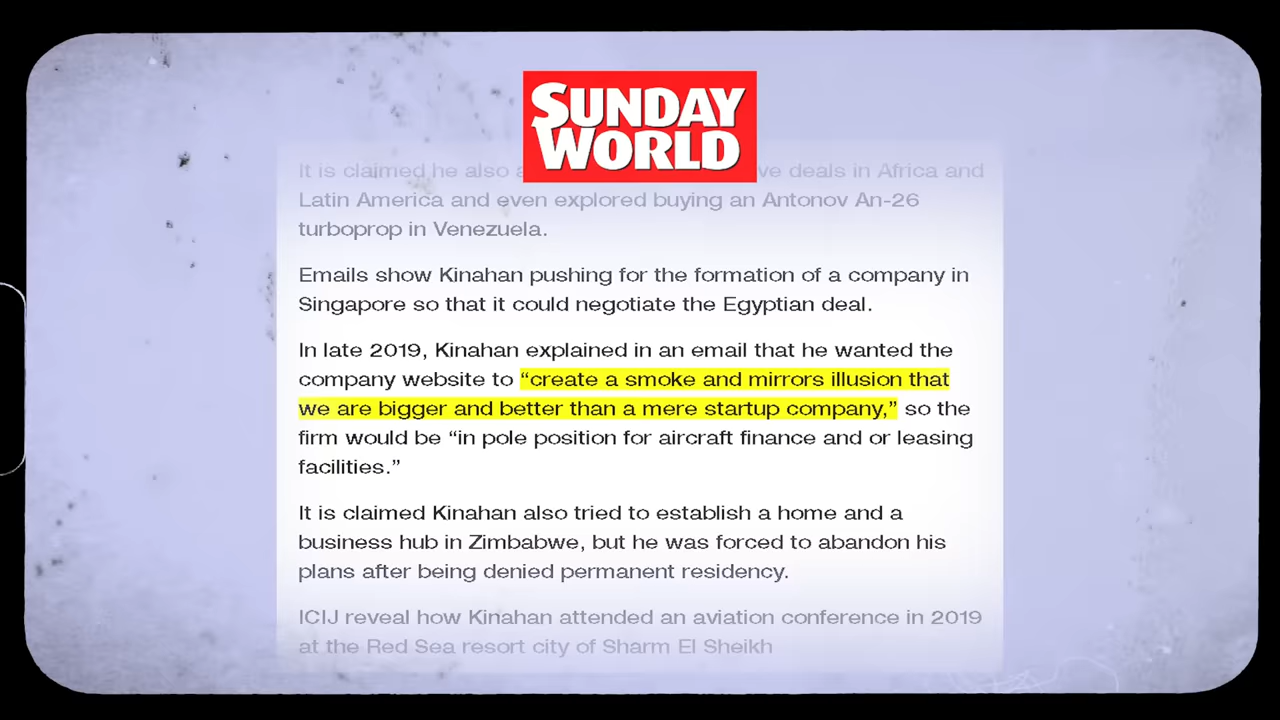 SUNDAY
WORLD
It is claimed he also a ve deals in Africa and
Latin America and even explored buying an Antonov An-26
turboprop in Venezuela.
Emails show Kinahan pushing for the formation of a company in
Singapore so that it could negotiate the Egyptian deal.
In late 2019, Kinahan explained in an email that he wanted the
company website to “create a smoke and mirrors illusion that
we are bigger and better than a mere startup company,” so the
firm would be “in pole position for aircraft finance and or leasing
facilities.”
It is claimed Kinahan also tried to establish a home and a
business hub in Zimbabwe, but he was forced to abandon his
plans after being denied permanent residency.
ICIJ reveal how Kinahan attended an aviation conference in 2019
at the Red Sea resort city of Sharm El Sheikh